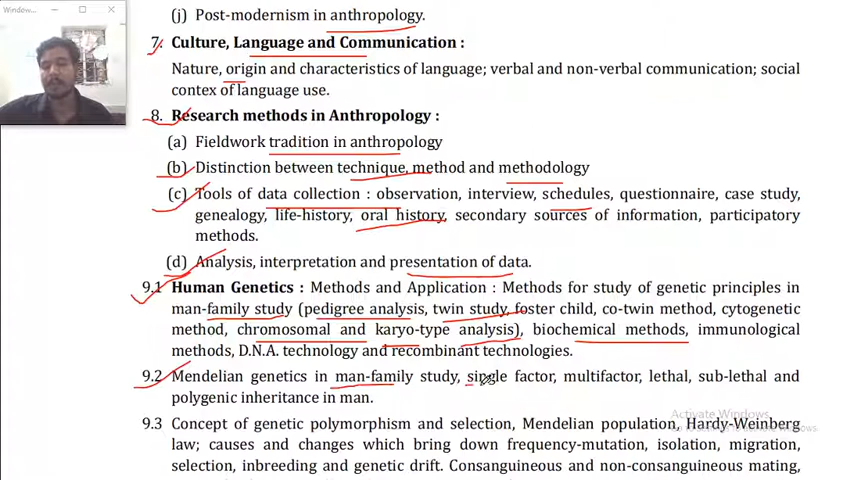 Window...
(j) Post-modernism in anthropology.
7. Culture, Language and Communication :
Nature, origin and characteristics of language; verbal and non-verbal communication; social
contex of language use.
8. Research methods in Anthropology :
(a) Fieldwork tradition in anthropology
(b) Distinction between technique, method and methodology
(c) Tools of data collection : observation, interview, schedules, questionnaire, case study,
genealogy, life-history, oral history, secondary sources of information, participatory
methods.
(d) Analysis, interpretation and presentation of data.
9.1 Human Genetics : Methods and Application : Methods for study of genetic principles in
man-family study (pedigree analysis, twin study, foster child, co-twin method, cytogenetic
method, chromosomal and karyo-type analysis), biochemical methods, immunological
methods, D.N.A. technology and recombinant technologies.
9.2 Mendelian genetics in man-family study, single factor, multifactor, lethal, sub-lethal and
polygenic inheritance in man.
Activate Windows
9.3 Concept of genetic polymorphism and selection, Mendelian population, Hardy-Weinberg
law; causes and changes which bring down frequency-mutation, isolation, migration,
selection, inbreeding and genetic drift. Consanguineous and non-consanguineous mating,